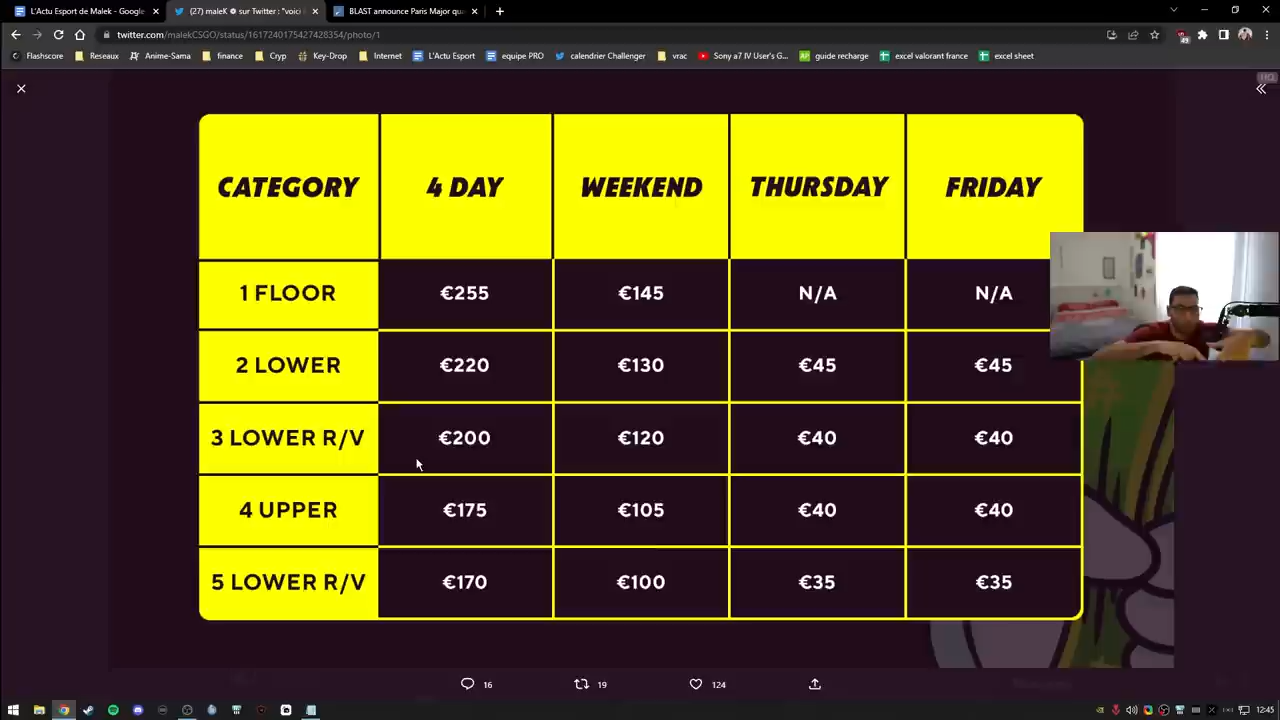 L'Actu Esport de Malek - Google
(27) maleK sur Twitter : "voici
BLAST announce Paris Major qua
twitter.com/malekCSGO/status/1617240175427428354/photo/1
45
Flashscore
Reseaux
Anime-Sama
finance
Cryp
Key-Drop
Internet
L'Actu Esport
equipe PRO
calendrier Challenger
vrac
Sony a7 IV User's G...
guide recharge
excel valorant france
excel sheet
CATEGORY 4 DAY WEEKEND THURSDAY FRIDAY
1 FLOOR €255 €145 N/A N/A
2 LOWER €220 €130 €45 €45
3 LOWER R/V €200 €120 €40 €40
4 UPPER €175 €105 €40 €40
5 LOWER R/V €170 €100 €35 €35
16 19 124
12:45